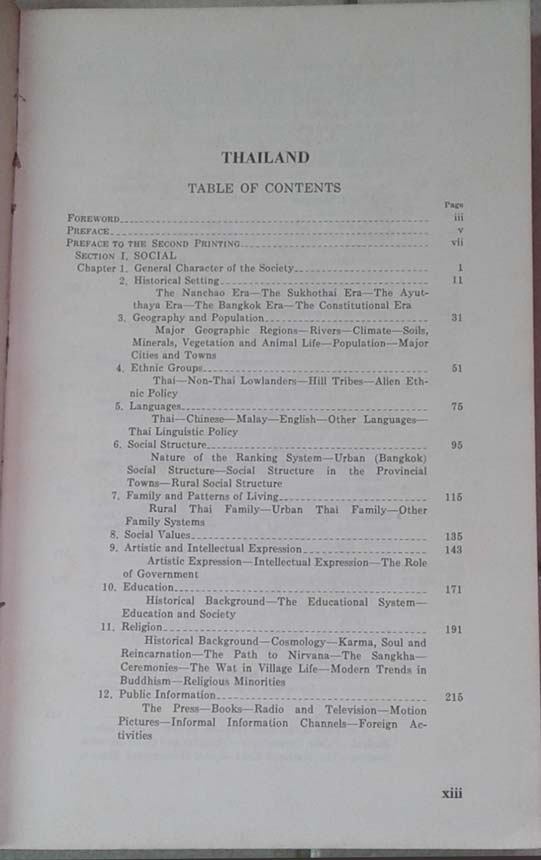 THAILAND
TABLE OF CONTENTS
Page
FOREWORD iii
PREFACE v
PREFACE TO THE SECOND PRINTING vii
SECTION I. SOCIAL
Chapter 1. General Character of the Society 1
2. Historical Setting 11
The Nanchao Era—The Sukhothai Era—The Ayut-
thaya Era—The Bangkok Era—The Constitutional Era
3. Geography and Population 31
Major Geographic Regions—Rivers—Climate—Soils,
Minerals, Vegetation and Animal Life—Population—Major
Cities and Towns
4. Ethnic Groups 51
Thai—Non-Thai Lowlanders—Hill Tribes—Alien Eth-
nic Policy
5. Languages 75
Thai—Chinese—Malay—English—Other Languages—
Thai Linguistic Policy
6. Social Structure 95
Nature of the Ranking System—Urban (Bangkok)
Social Structure—Social Structure in the Provincial
Towns—Rural Social Structure
7. Family and Patterns of Living 115
Rural Thai Family—Urban Thai Family—Other
Family Systems
8. Social Values 135
9. Artistic and Intellectual Expression 143
Artistic Expression—Intellectual Expression—The Role
of Government
10. Education 171
Historical Background—The Educational System—
Education and Society
11. Religion 191
Historical Background—Cosmology—Karma, Soul and
Reincarnation—The Path to Nirvana—The Sangkha—
Ceremonies—The Wat in Village Life—Modern Trends in
Buddhism—Religious Minorities
12. Public Information 215
The Press—Books—Radio and Television—Motion
Pictures—Informal Information Channels—Foreign Ac-
tivities
xiii